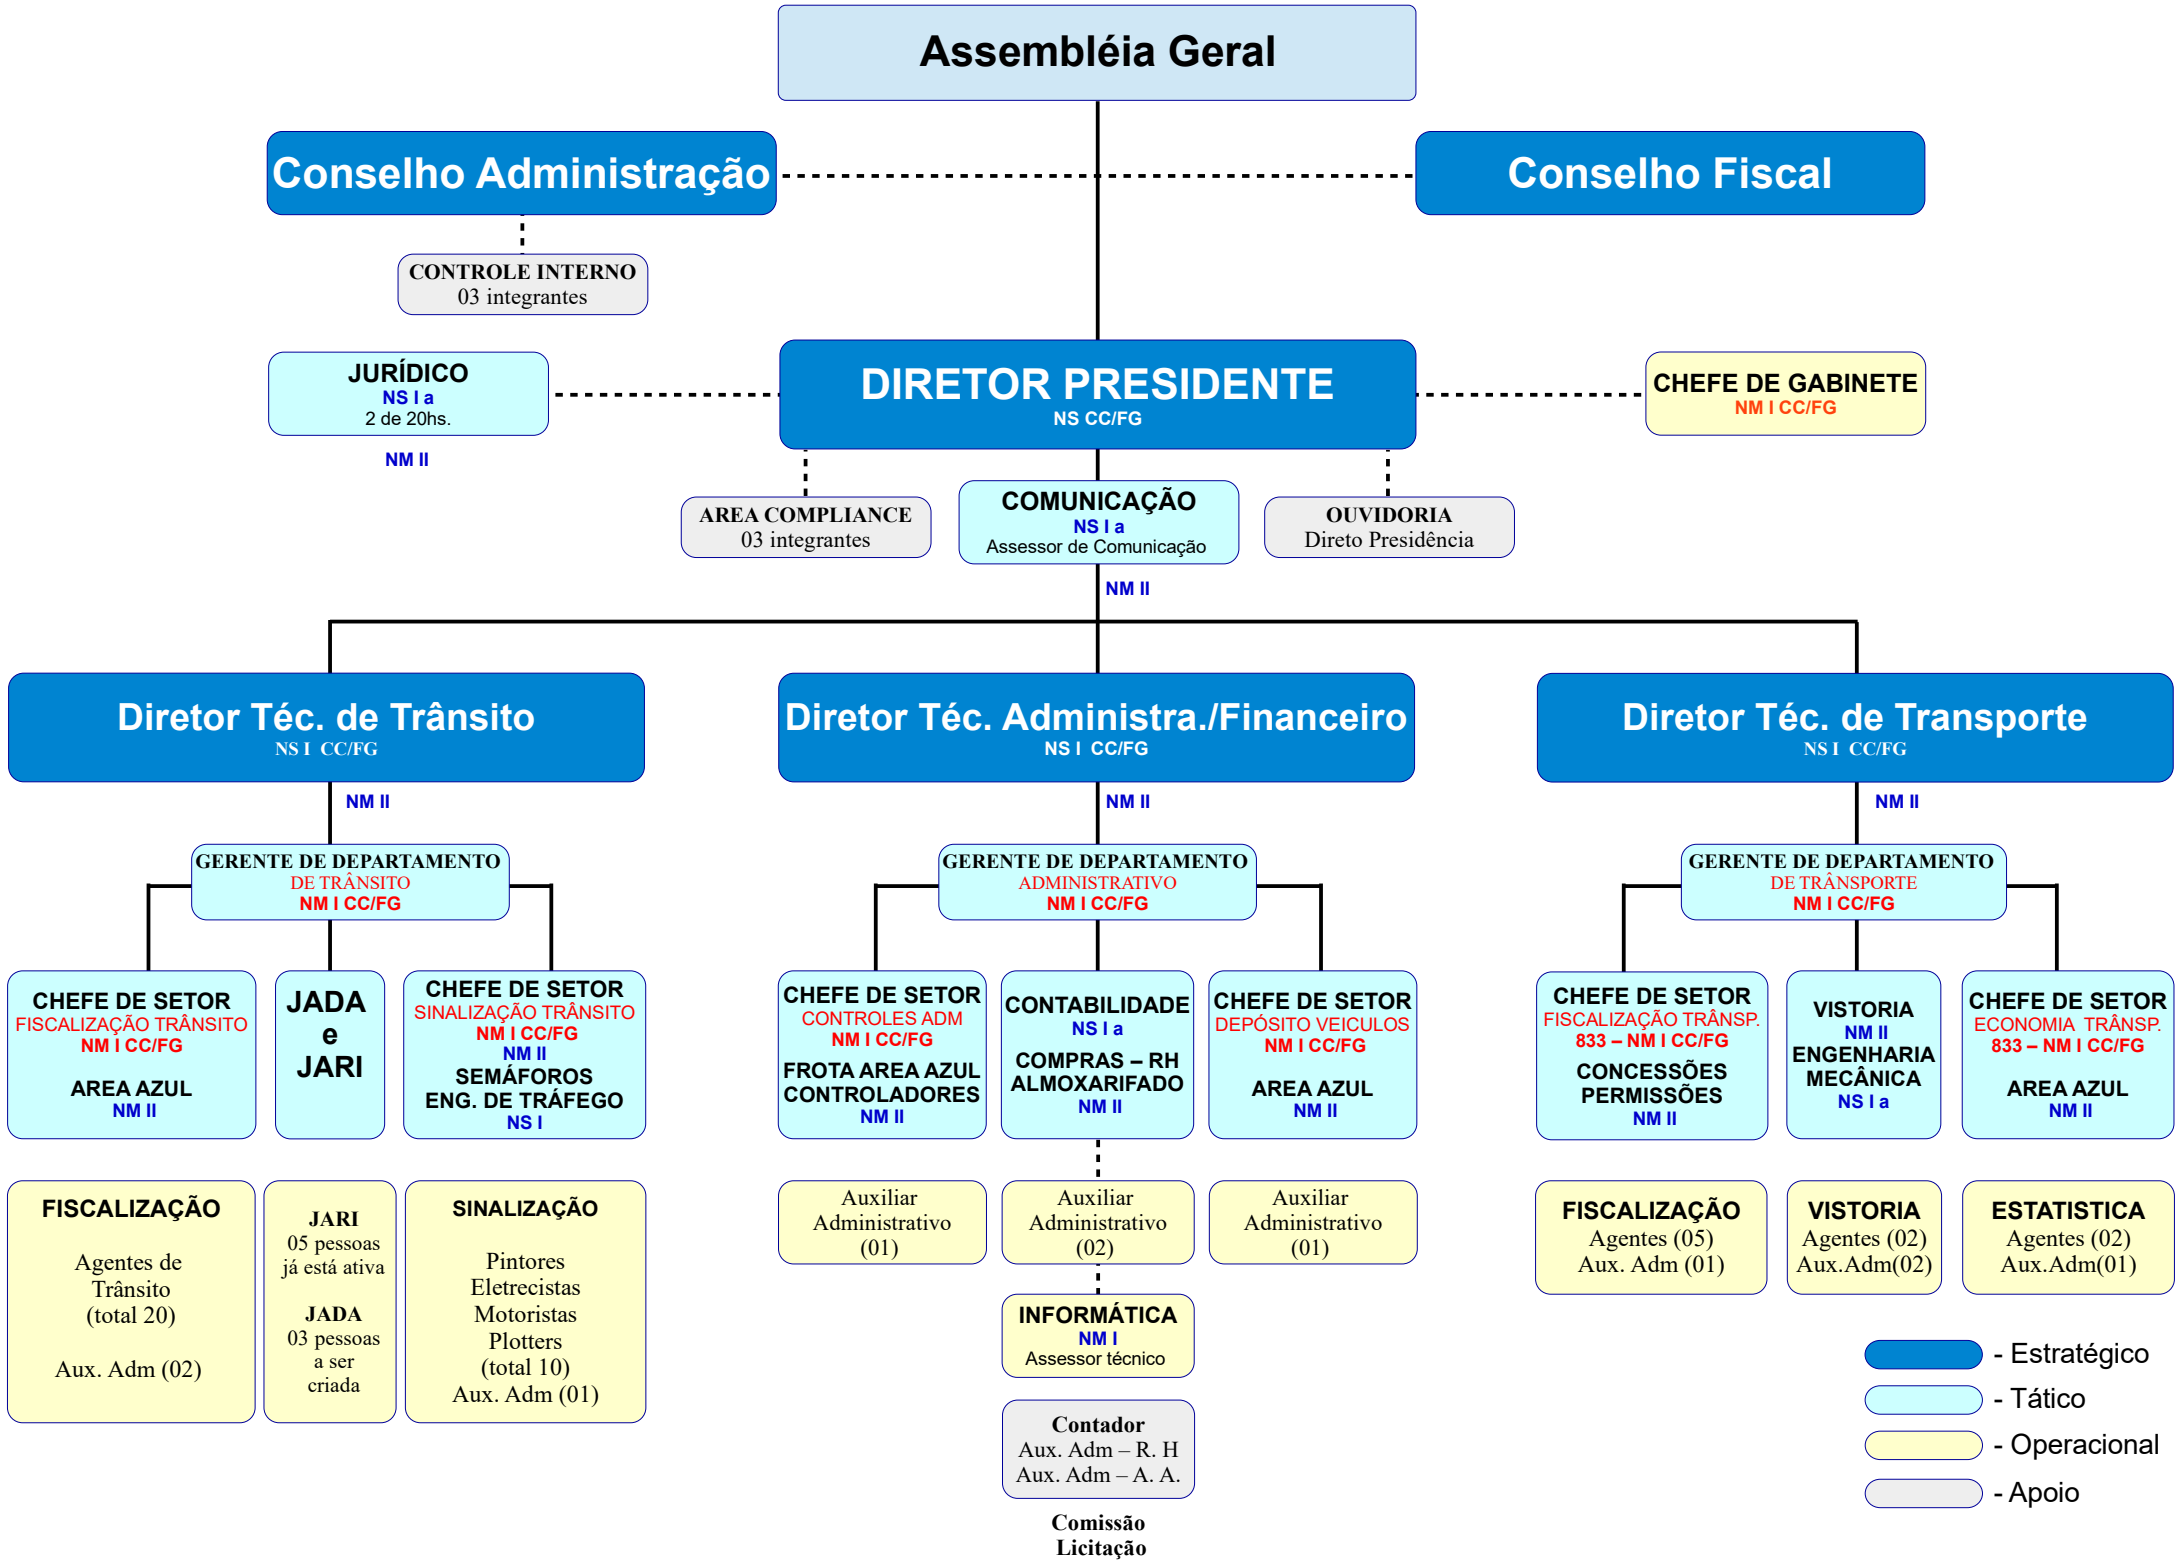 Assembléia Geral
Conselho Administração
Conselho Fiscal
CONTROLE INTERNO
03 integrantes
JURÍDICO
NS I a
2 de 20hs.
NM II
DIRETOR PRESIDENTE
NS CC/FG
CHEFE DE GABINETE
NM I CC/FG
AREA COMPLIANCE
03 integrantes
COMUNICAÇÃO
NS I a
Assessor de Comunicação
NM II
OUVIDORIA
Direto Presidência
Diretor Téc. de Trânsito
NS I  CC/FG
NM II
Diretor Téc. Administra./Financeiro
NS I  CC/FG
NM II
Diretor Téc. de Transporte
NS I  CC/FG
NM II
GERENTE DE DEPARTAMENTO
DE TRÂNSITO
NM I CC/FG
GERENTE DE DEPARTAMENTO
ADMINISTRATIVO
NM I CC/FG
GERENTE DE DEPARTAMENTO
DE TRÂNSPORTE
NM I CC/FG
CHEFE DE SETOR
FISCALIZAÇÃO TRÂNSITO
NM I CC/FG
AREA AZUL
NM II
JADA
e
JARI
CHEFE DE SETOR
SINALIZAÇÃO TRÂNSITO
NM I CC/FG
NM II
SEMÁFOROS
ENG. DE TRÁFEGO
NS I
CHEFE DE SETOR
CONTROLES ADM
NM I CC/FG
FROTA AREA AZUL
CONTROLADORES
NM II
CONTABILIDADE
NS I a
COMPRAS – RH
ALMOXARIFADO
NM II
CHEFE DE SETOR
DEPÓSITO VEICULOS
NM I CC/FG
AREA AZUL
NM II
CHEFE DE SETOR
FISCALIZAÇÃO TRÂNSP.
833 – NM I CC/FG
CONCESSÕES
PERMISSÕES
NM II
VISTORIA
NM II
ENGENHARIA
MECÂNICA
NS I a
CHEFE DE SETOR
ECONOMIA  TRÂNSP.
833 – NM I CC/FG
AREA AZUL
NM II
FISCALIZAÇÃO
Agentes de
Trânsito
(total 20)
Aux. Adm (02)
JARI
05 pessoas
já está ativa
JADA
03 pessoas
a ser
criada
SINALIZAÇÃO
Pintores
Eletrecistas
Motoristas
Plotters
(total 10)
Aux. Adm (01)
Auxiliar
Administrativo
(01)
Auxiliar
Administrativo
(02)
Auxiliar
Administrativo
(01)
FISCALIZAÇÃO
Agentes (05)
Aux. Adm (01)
VISTORIA
Agentes (02)
Aux.Adm(02)
ESTATISTICA
Agentes (02)
Aux.Adm(01)
INFORMÁTICA
NM I
Assessor técnico
Contador
Aux. Adm – R. H
Aux. Adm – A. A.
Comissão
Licitação
- Estratégico
- Tático
- Operacional
- Apoio